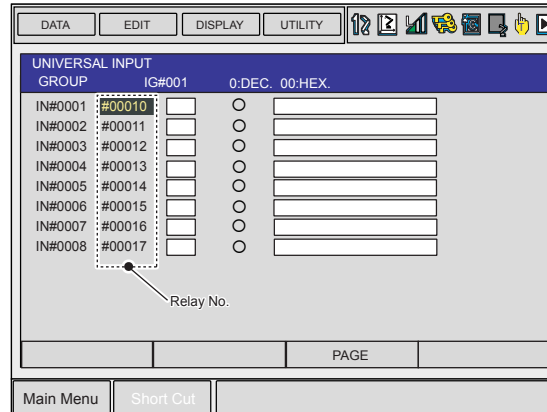 DATA EDIT DISPLAY UTILITY
UNIVERSAL INPUT
GROUP IG#001 0:DEC. 00:HEX.
IN#0001 #00010
IN#0002 #00011
IN#0003 #00012
IN#0004 #00013
IN#0005 #00014
IN#0006 #00015
IN#0007 #00016
IN#0008 #00017
Relay No.
PAGE
Main Menu Short Cut